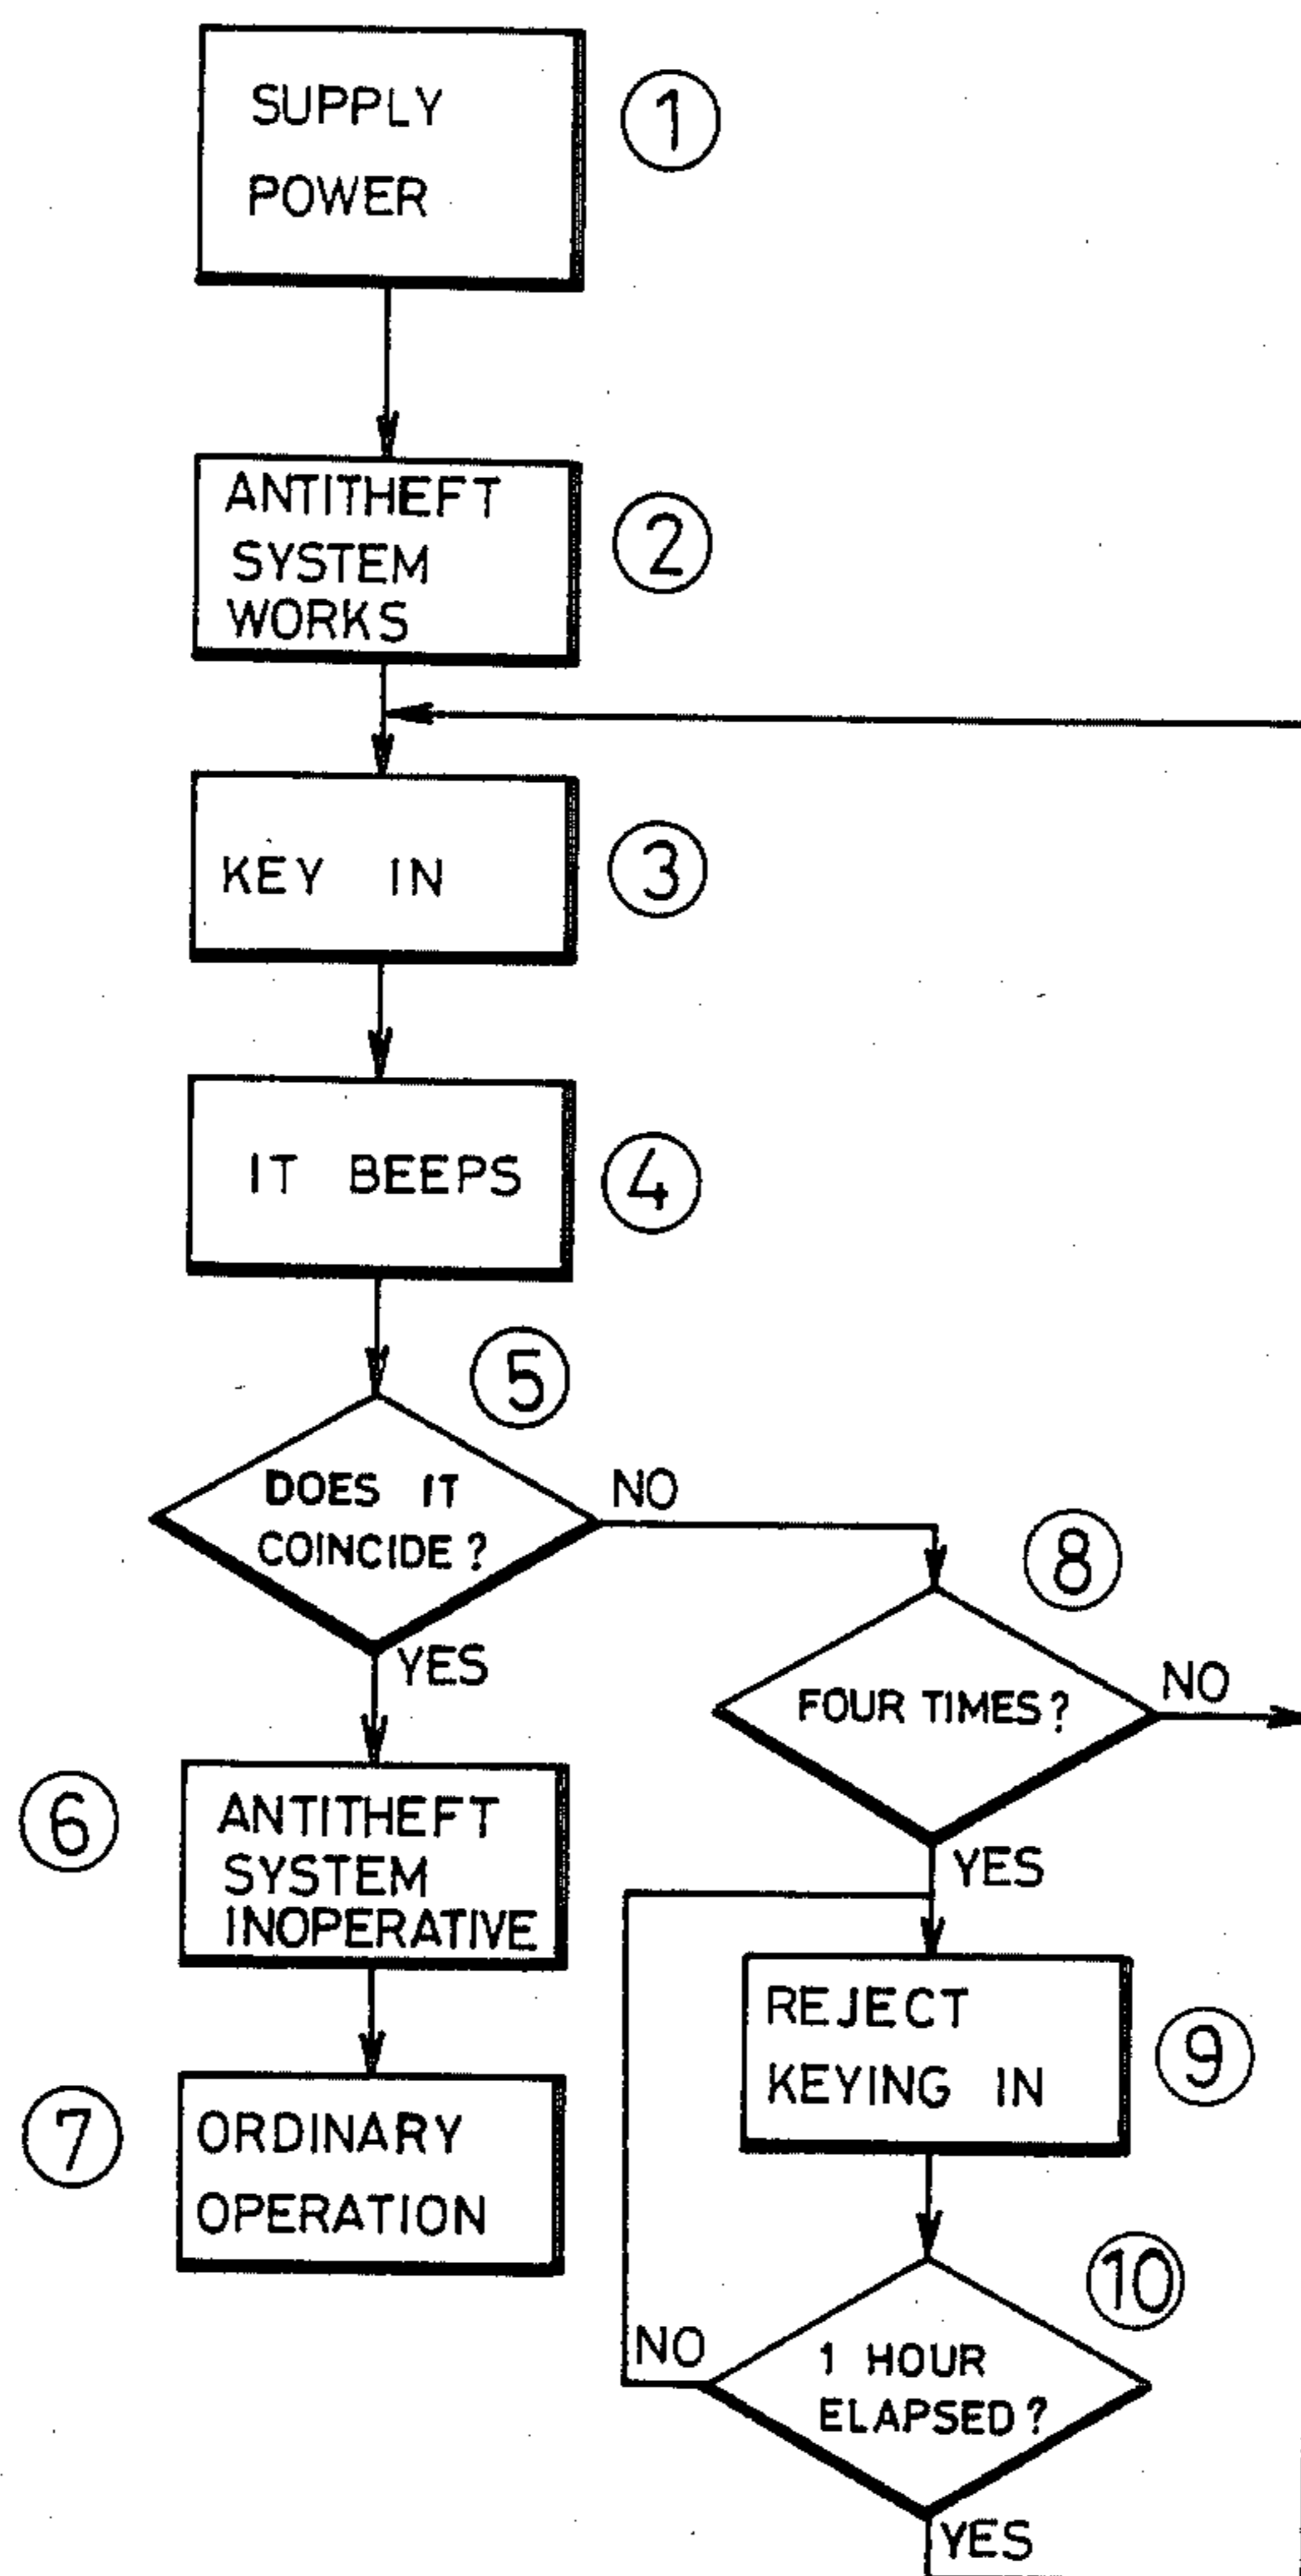 SUPPLY
POWER
①
ANTITHEFT
SYSTEM
WORKS
②
KEY IN
③
IT BEEPS
④
⑤
DOES IT
COINCIDE?
NO
YES
⑧
FOUR TIMES?
NO
YES
⑥
ANTITHEFT
SYSTEM
INOPERATIVE
⑦
ORDINARY
OPERATION
REJECT
KEYING IN
⑨
⑩
1 HOUR
ELAPSED?
NO
YES